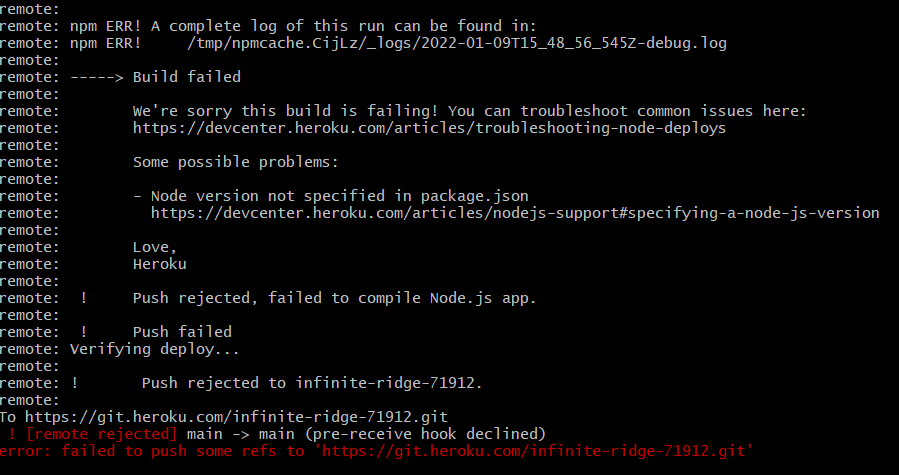 remote:
remote: npm ERR! A complete log of this run can be found in:
remote: npm ERR!     /tmp/npmcache.CijLz/_logs/2022-01-09T15_48_56_545Z-debug.log
remote:
remote: -----> Build failed
remote:
remote:        We're sorry this build is failing! You can troubleshoot common issues here:
remote:        https://devcenter.heroku.com/articles/troubleshooting-node-deploys
remote:
remote:        Some possible problems:
remote:
remote:        - Node version not specified in package.json
remote:          https://devcenter.heroku.com/articles/nodejs-support#specifying-a-node-js-version
remote:
remote:        Love,
remote:        Heroku
remote:
remote:  !     Push rejected, failed to compile Node.js app.
remote:
remote:  !     Push failed
remote: Verifying deploy...
remote:
remote: !       Push rejected to infinite-ridge-71912.
remote:
To https://git.heroku.com/infinite-ridge-71912.git
 ! [remote rejected] main -> main (pre-receive hook declined)
error: failed to push some refs to 'https://git.heroku.com/infinite-ridge-71912.git'